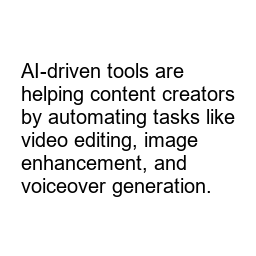 AI-driven tools are
helping content creators
by automating tasks like
video editing, image
enhancement, and
voiceover generation.